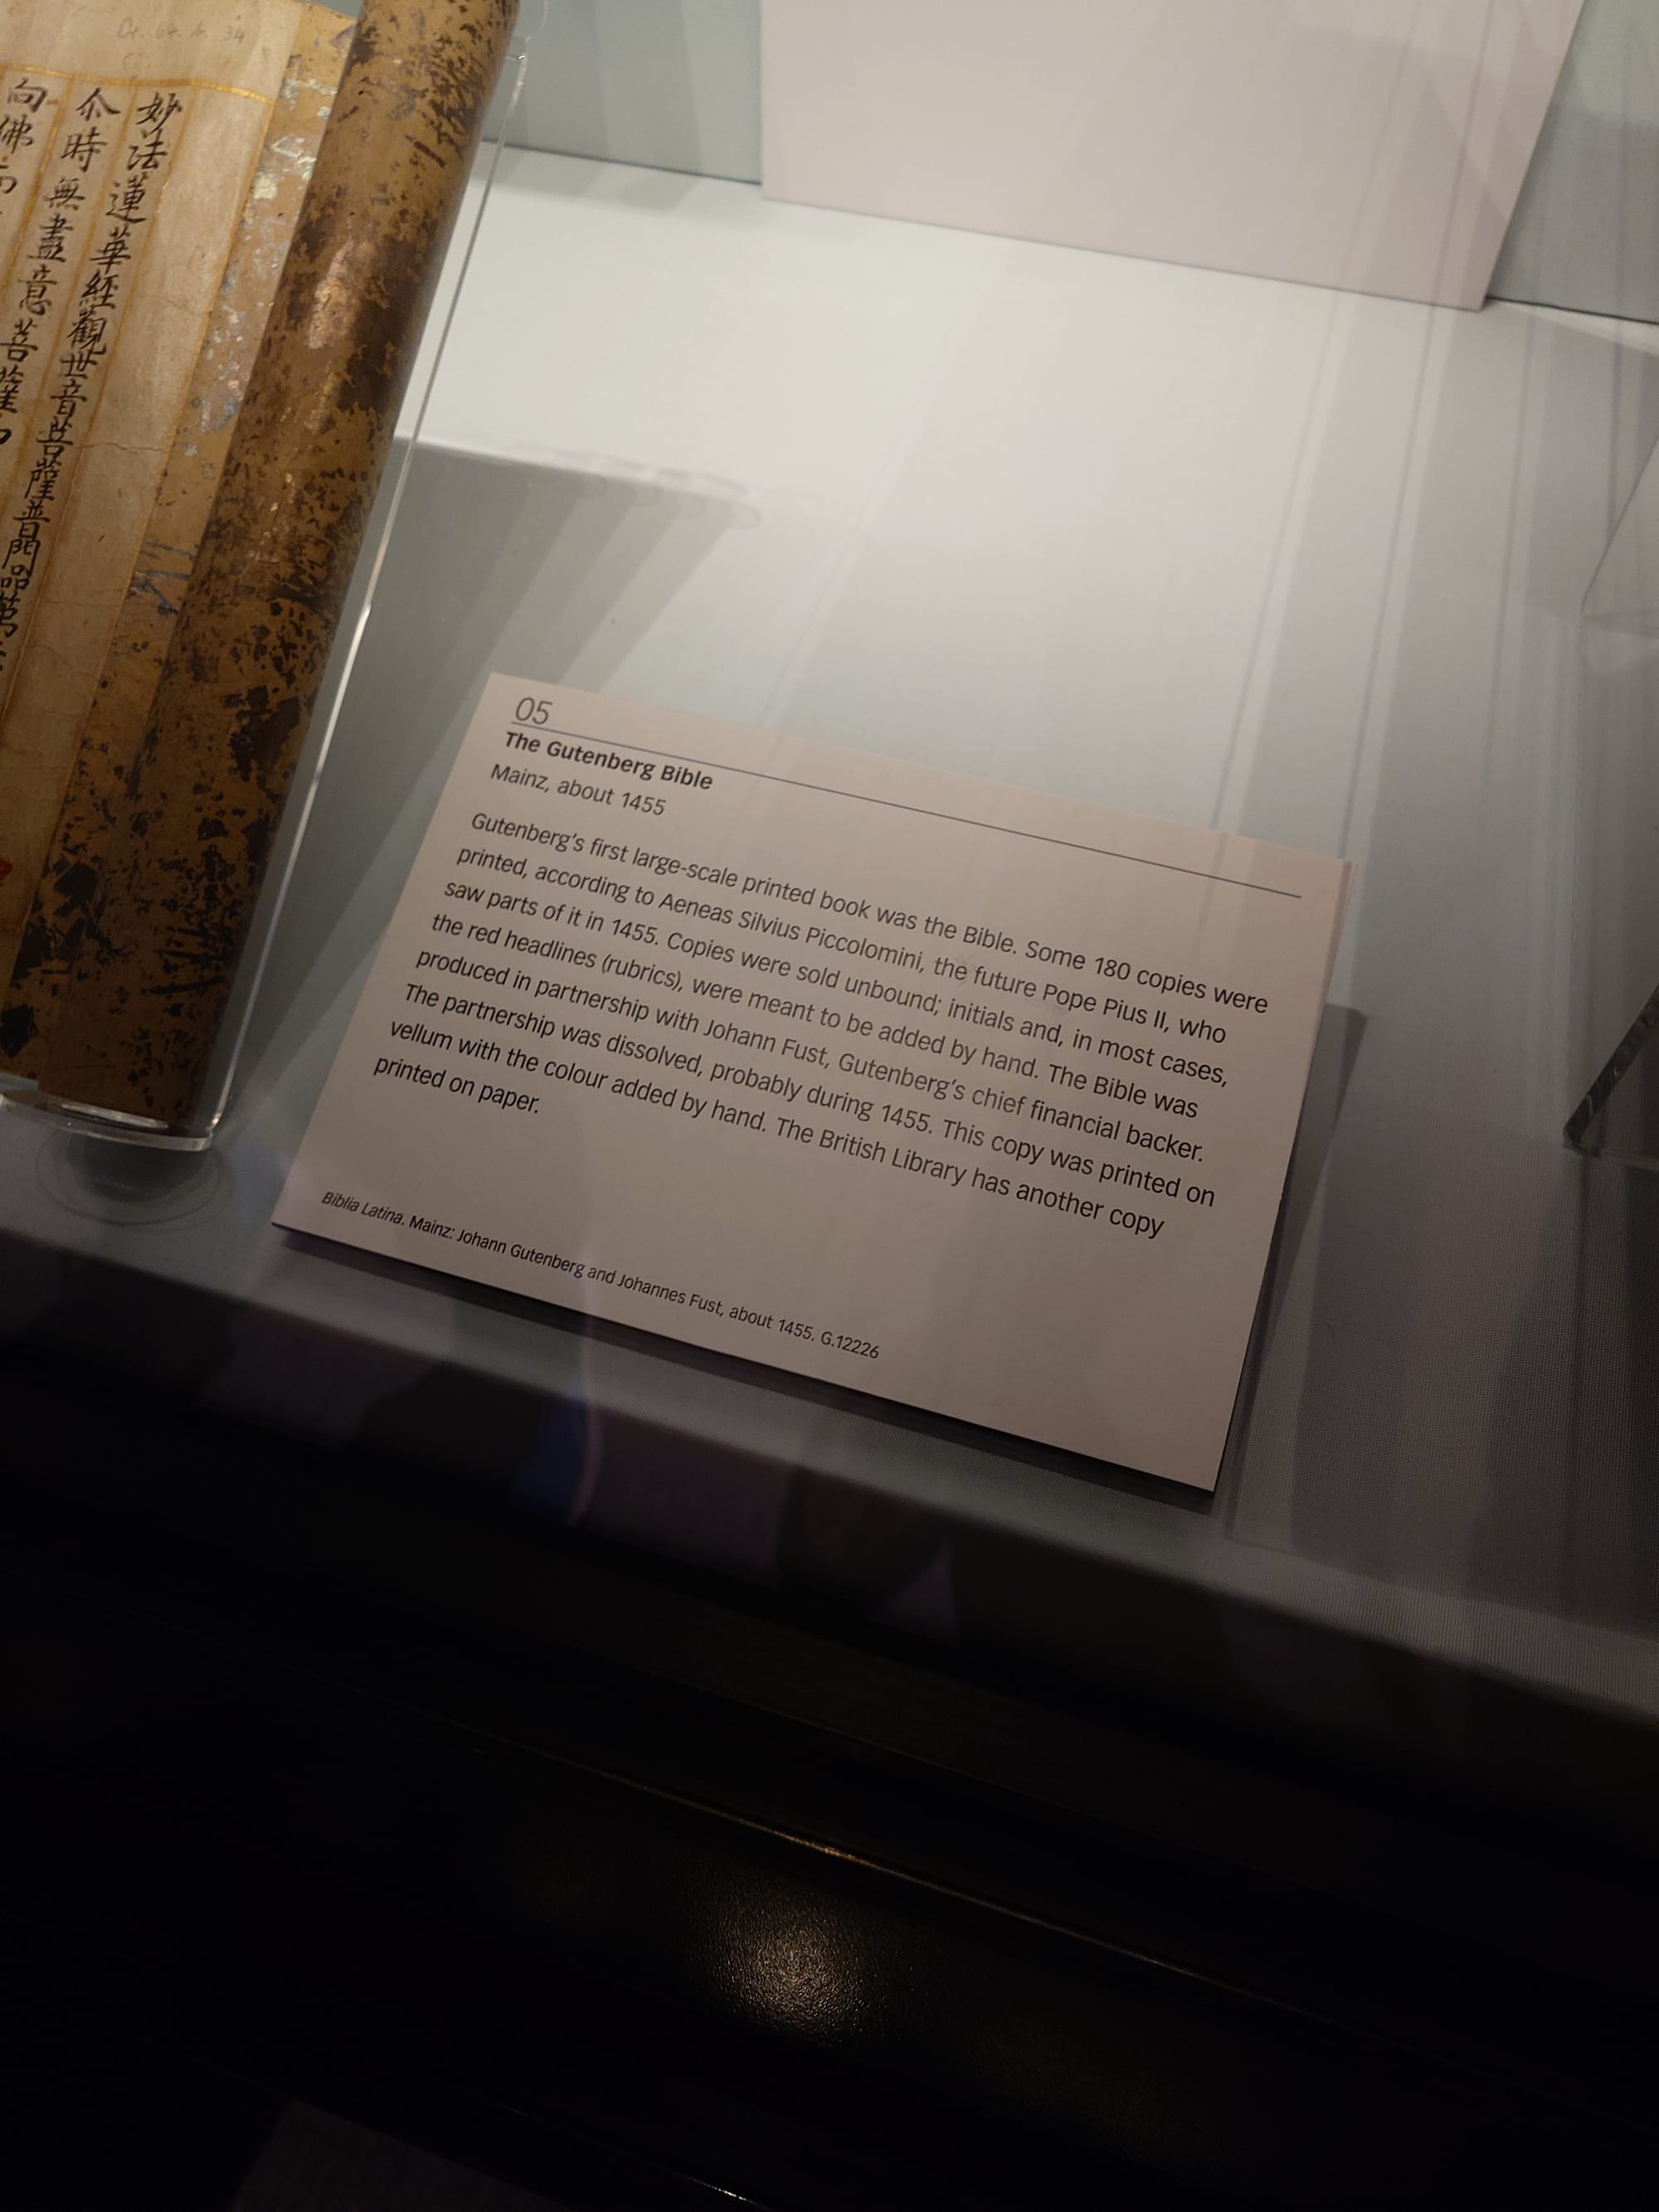 妙法蓮華經觀世音菩薩普門品第
尒時無盡意菩薩
向佛而
05
The Gutenberg Bible
Mainz, about 1455
Gutenberg's first large-scale printed book was the Bible. Some 180 copies were
printed, according to Aeneas Silvius Piccolomini, the future Pope Pius II, who
saw parts of it in 1455. Copies were sold unbound; initials and, in most cases,
the red headlines (rubrics), were meant to be added by hand. The Bible was
produced in partnership with Johann Fust, Gutenberg's chief financial backer.
The partnership was dissolved, probably during 1455. This copy was printed on
vellum with the colour added by hand. The British Library has another copy
printed on paper.
Biblia Latina. Mainz: Johann Gutenberg and Johannes Fust, about 1455. G.12226